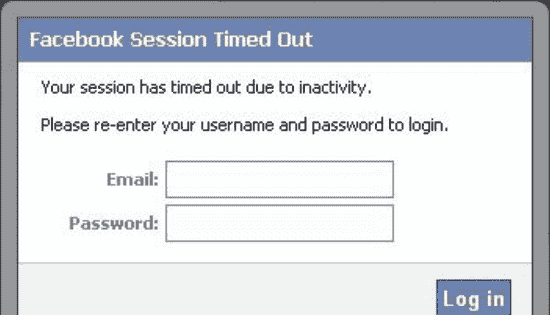 Facebook Session Timed Out
Your session has timed out due to inactivity.
Please re-enter your username and password to login.
Email:
Password:
Log in